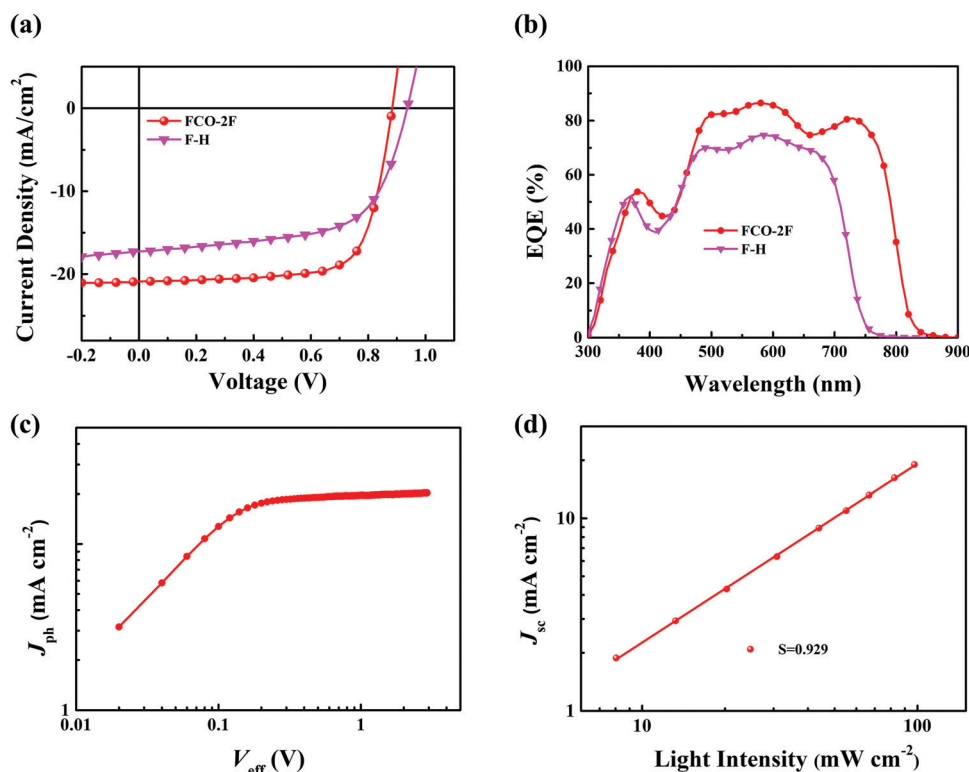 (a)
Current Density (mA/cm²)
0
-10
-20
FCO-2F
F-H
-0.2 0.0 0.2 0.4 0.6 0.8 1.0
Voltage (V)
(b)
EQE (%)
100
80
60
40
20
0
FCO-2F
F-H
300 400 500 600 700 800 900
Wavelength (nm)
(c)
J_ph (mA cm⁻²)
1
0.01 0.1 1
V_eff (V)
(d)
J_sc (mA cm⁻²)
10
1
S=0.929
10 100
Light Intensity (mW cm⁻²)